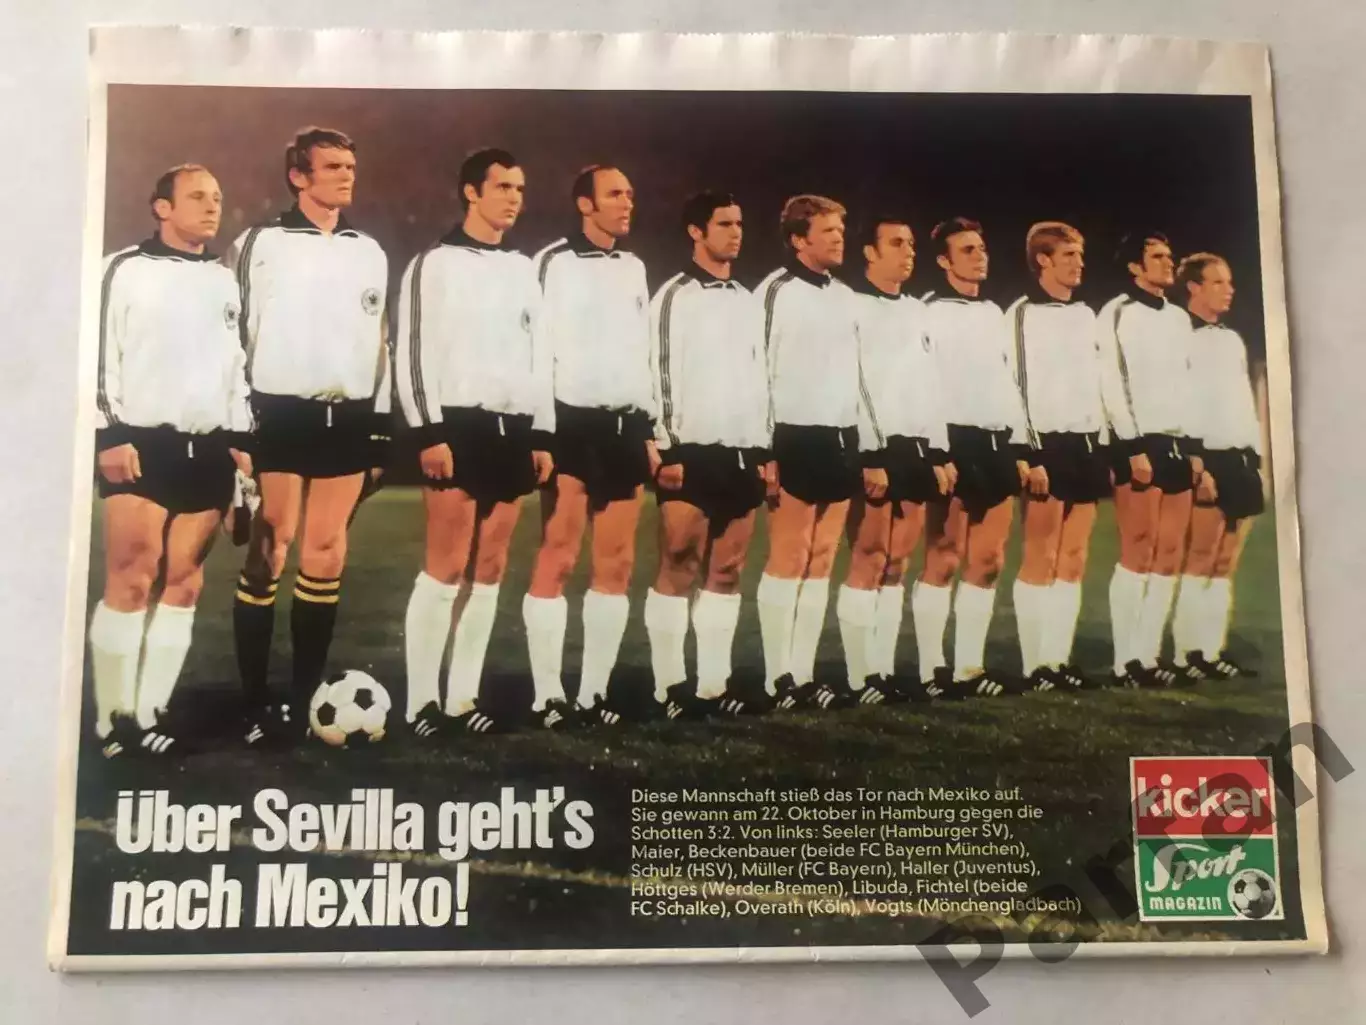 Über Sevilla geht's
nach Mexiko!
Diese Mannschaft stieß das Tor nach Mexiko auf.
Sie gewann am 22. Oktober in Hamburg gegen die
Schotten 3:2. Von links: Seeler (Hamburger SV),
Maier, Beckenbauer (beide FC Bayern München),
Schulz (HSV), Müller (FC Bayern), Haller (Juventus),
Höttges (Werder Bremen), Libuda, Fichtel (beide
FC Schalke), Overath (Köln), Vogts (Mönchengladbach)
kicker
Sport
MAGAZIN
Partan